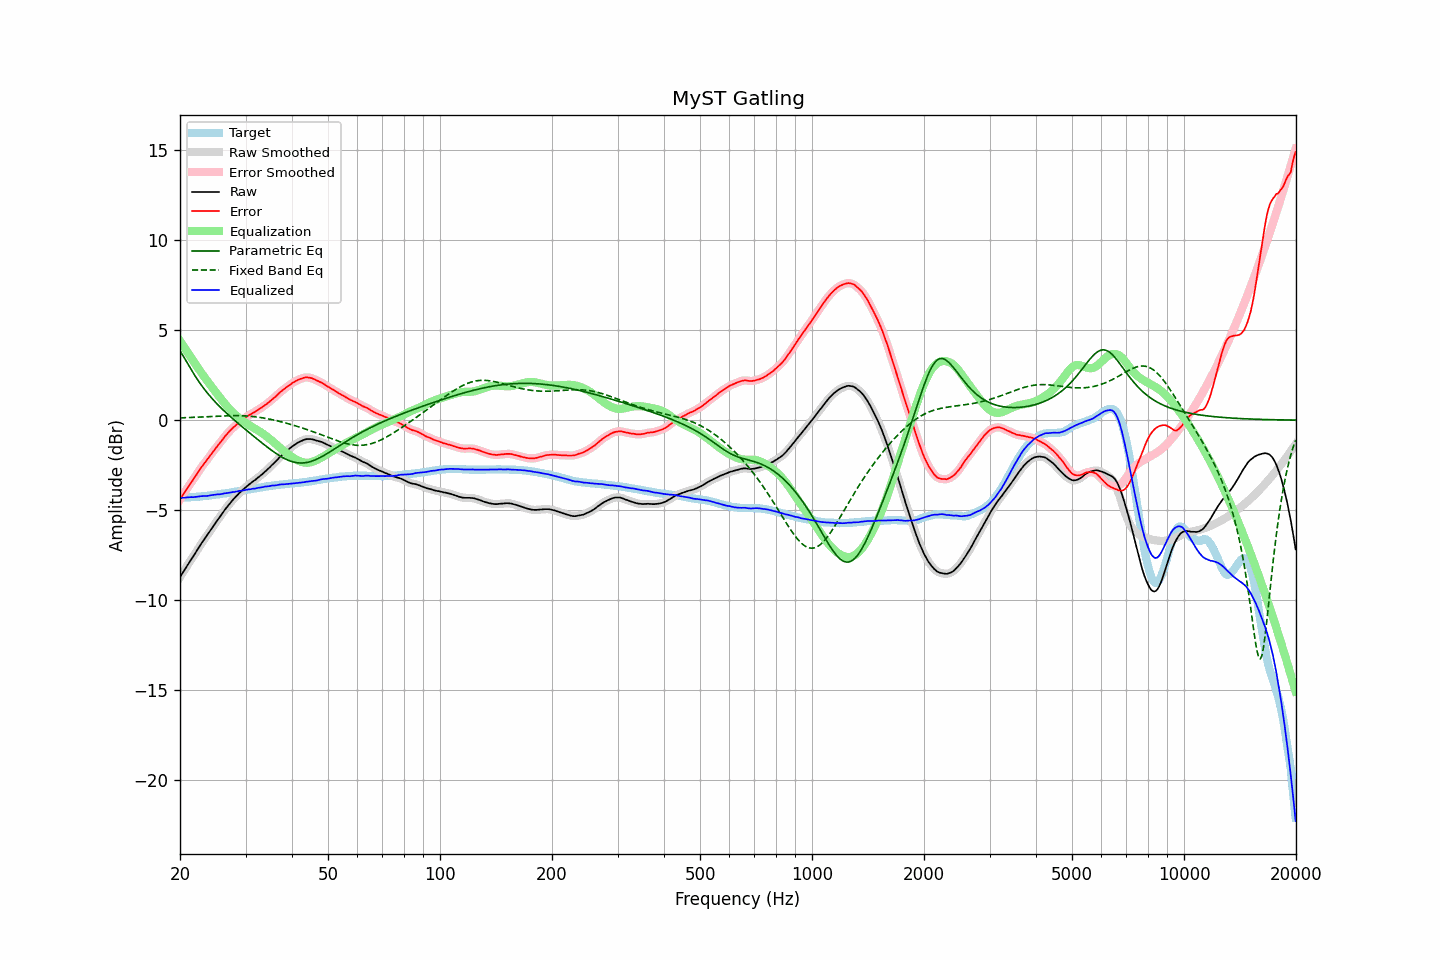 MyST Gatling
Target
Raw Smoothed
Error Smoothed
Raw
Error
Equalization
Parametric Eq
Fixed Band Eq
Equalized
15
10
5
0
−5
−10
−15
−20
Amplitude (dBr)
20
50
100
200
500
1000
2000
5000
10000
20000
Frequency (Hz)